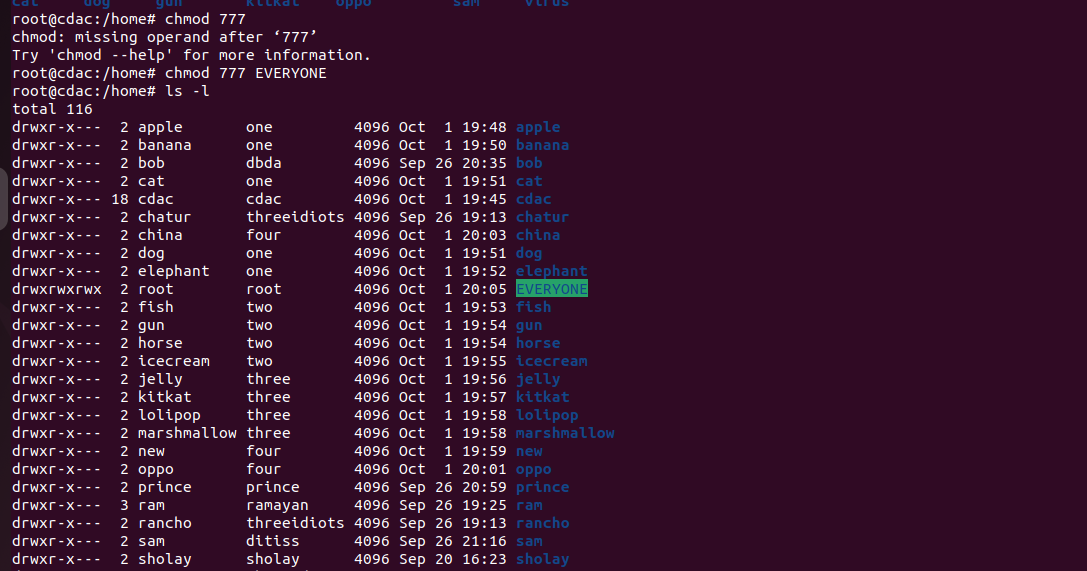 cat     dog     gun       kitkat    oppo         sam     virus
root@cdac:/home# chmod 777
chmod: missing operand after ‘777’
Try 'chmod --help' for more information.
root@cdac:/home# chmod 777 EVERYONE
root@cdac:/home# ls -l
total 116
drwxr-x---  2 apple       one         4096 Oct  1 19:48 apple
drwxr-x---  2 banana      one         4096 Oct  1 19:50 banana
drwxr-x---  2 bob         dbda        4096 Sep 26 20:35 bob
drwxr-x---  2 cat         one         4096 Oct  1 19:51 cat
drwxr-x--- 18 cdac        cdac        4096 Oct  1 19:45 cdac
drwxr-x---  2 chatur      threeidiots 4096 Sep 26 19:13 chatur
drwxr-x---  2 china       four        4096 Oct  1 20:03 china
drwxr-x---  2 dog         one         4096 Oct  1 19:51 dog
drwxr-x---  2 elephant    one         4096 Oct  1 19:52 elephant
drwxrwxrwx  2 root        root        4096 Oct  1 20:05 EVERYONE
drwxr-x---  2 fish        two         4096 Oct  1 19:53 fish
drwxr-x---  2 gun         two         4096 Oct  1 19:54 gun
drwxr-x---  2 horse       two         4096 Oct  1 19:54 horse
drwxr-x---  2 icecream    two         4096 Oct  1 19:55 icecream
drwxr-x---  2 jelly       three       4096 Oct  1 19:56 jelly
drwxr-x---  2 kitkat      three       4096 Oct  1 19:57 kitkat
drwxr-x---  2 lolipop     three       4096 Oct  1 19:58 lolipop
drwxr-x---  2 marshmallow three       4096 Oct  1 19:58 marshmallow
drwxr-x---  2 new         four        4096 Oct  1 19:59 new
drwxr-x---  2 oppo        four        4096 Oct  1 20:01 oppo
drwxr-x---  2 prince      prince      4096 Sep 26 20:59 prince
drwxr-x---  3 ram         ramayan     4096 Sep 26 19:25 ram
drwxr-x---  2 rancho      threeidiots 4096 Sep 26 19:13 rancho
drwxr-x---  2 sam         ditiss      4096 Sep 26 21:16 sam
drwxr-x---  2 sholay      sholay      4096 Sep 20 16:23 sholay